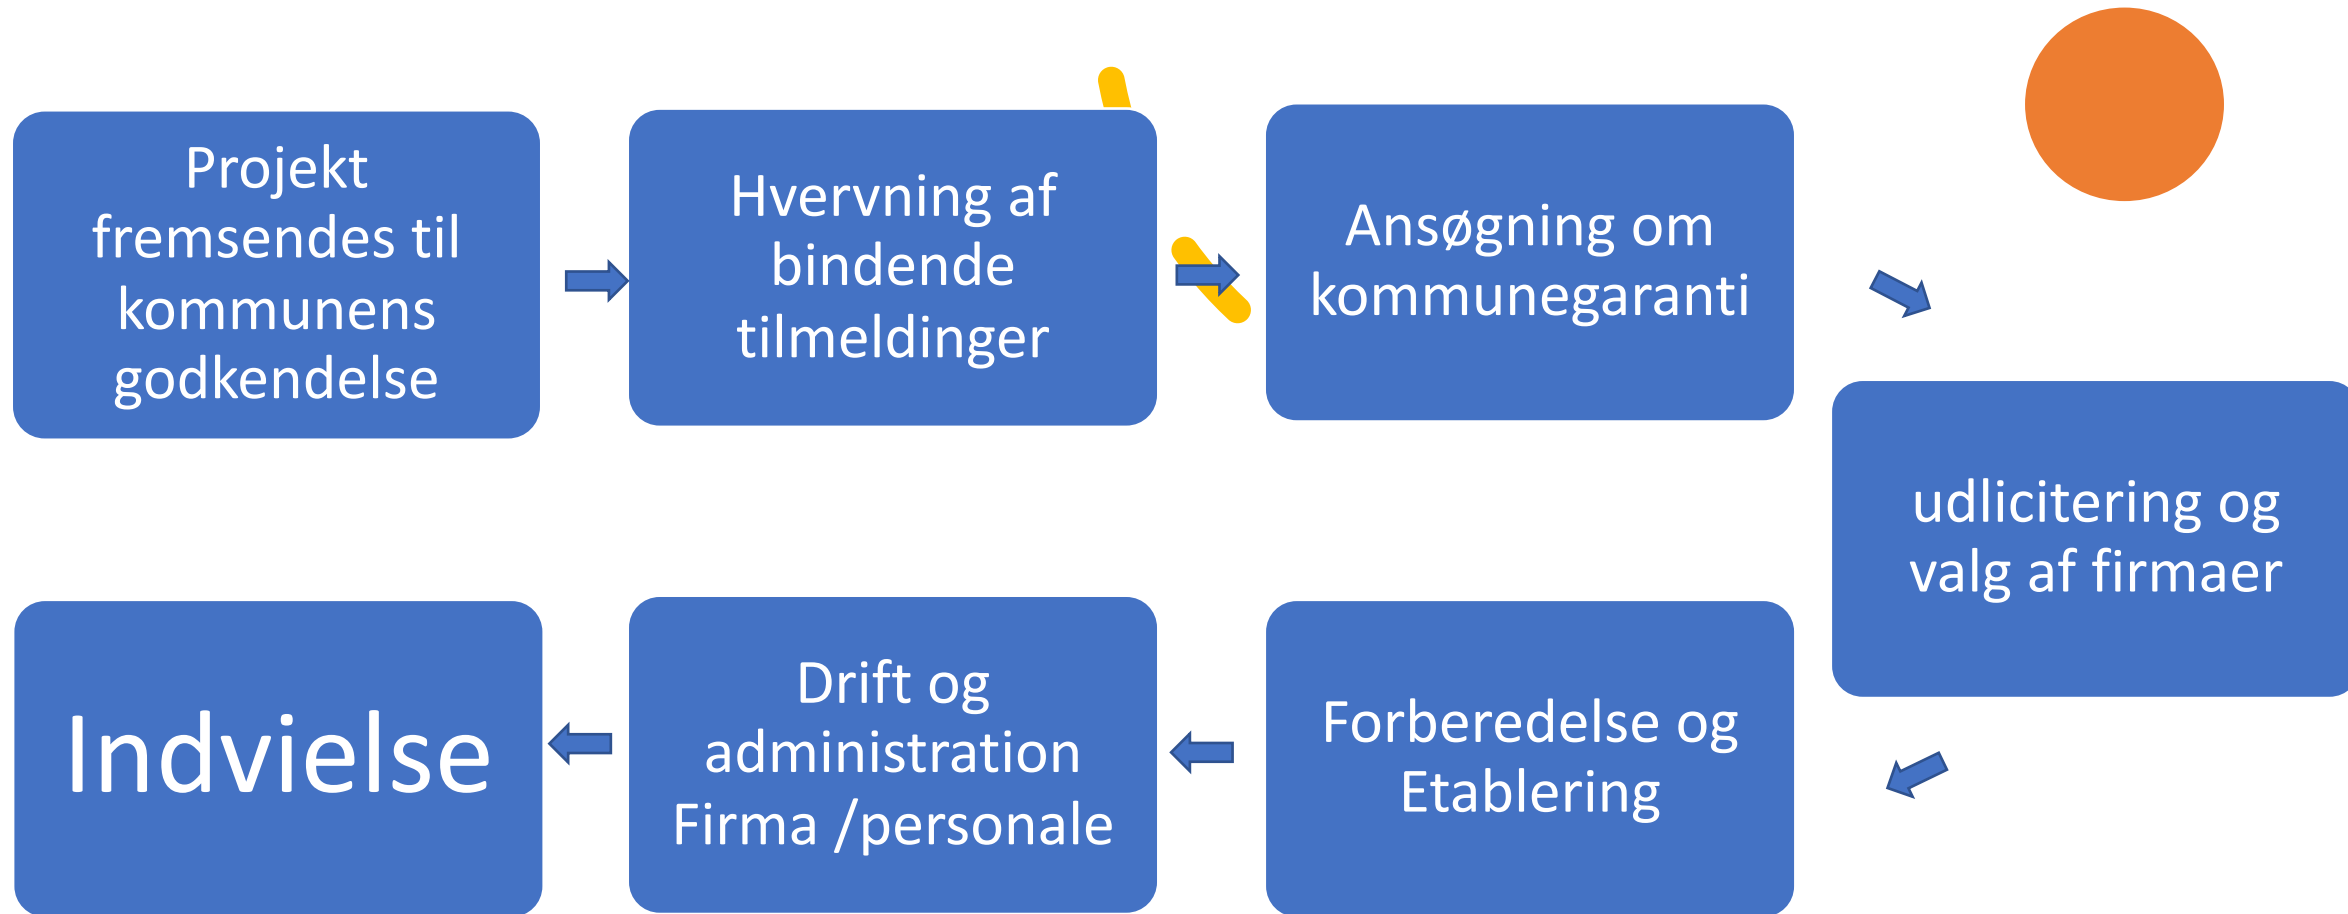 Projekt
fremsendes til
kommunens
godkendelse
Hvervning af
bindende
tilmeldinger
Ansøgning om
kommunegaranti
udlicitering og
valg af firmaer
Forberedelse og
Etablering
Drift og
administration
Firma /personale
Indvielse